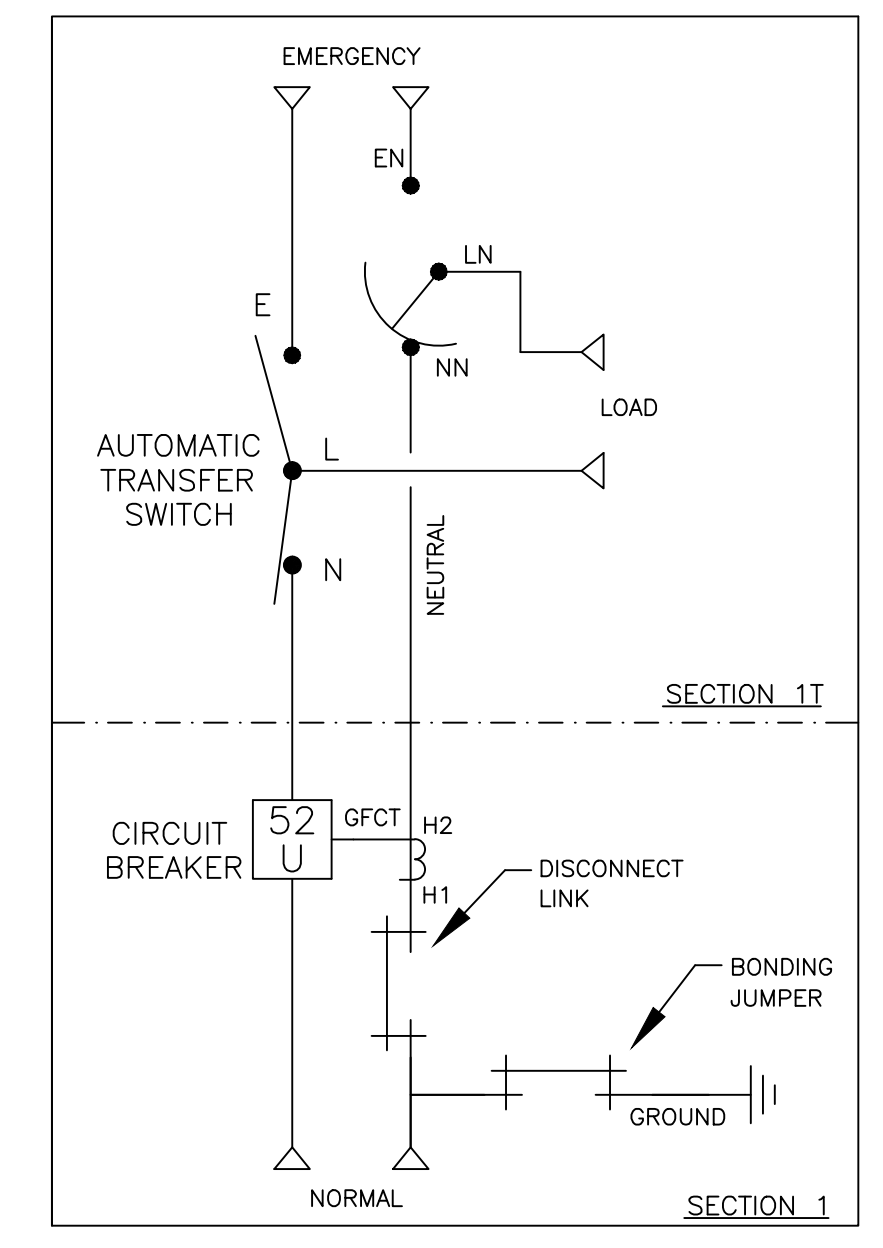 EMERGENCY
EN
LN
E
NN
LOAD
AUTOMATIC
TRANSFER
SWITCH
L
N
NEUTRAL
SECTION 1T
CIRCUIT
BREAKER
52
U
GFCT
H2
H1
DISCONNECT
LINK
BONDING
JUMPER
GROUND
NORMAL
SECTION 1